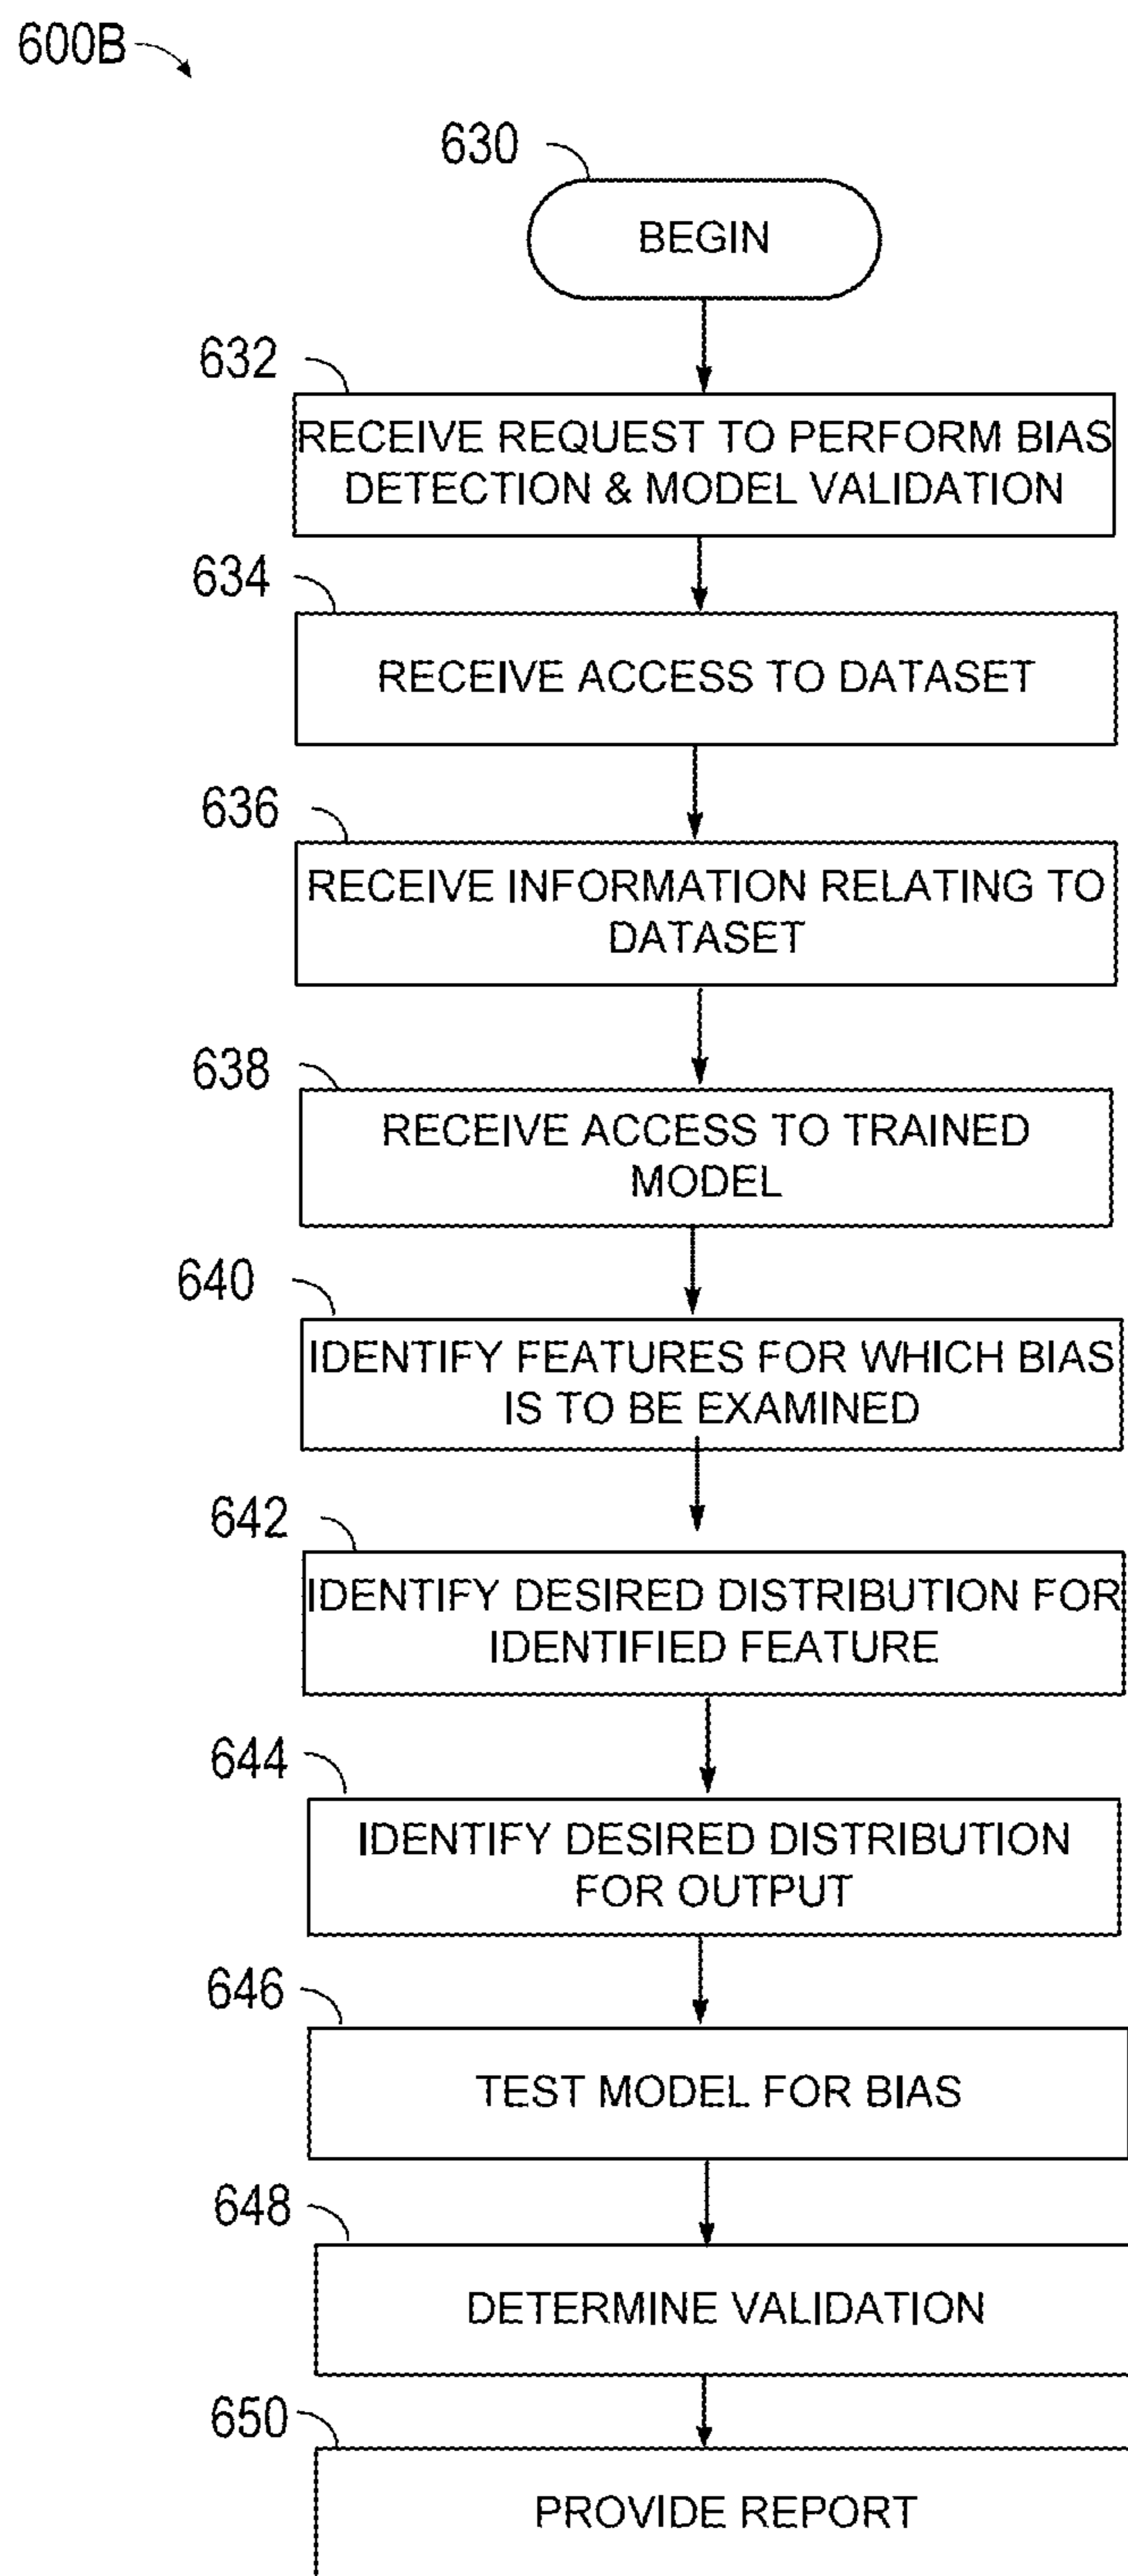 600B
630
BEGIN
632
RECEIVE REQUEST TO PERFORM BIAS
DETECTION & MODEL VALIDATION
634
RECEIVE ACCESS TO DATASET
636
RECEIVE INFORMATION RELATING TO
DATASET
638
RECEIVE ACCESS TO TRAINED
MODEL
640
IDENTIFY FEATURES FOR WHICH BIAS
IS TO BE EXAMINED
642
IDENTIFY DESIRED DISTRIBUTION FOR
IDENTIFIED FEATURE
644
IDENTIFY DESIRED DISTRIBUTION
FOR OUTPUT
646
TEST MODEL FOR BIAS
648
DETERMINE VALIDATION
650
PROVIDE REPORT